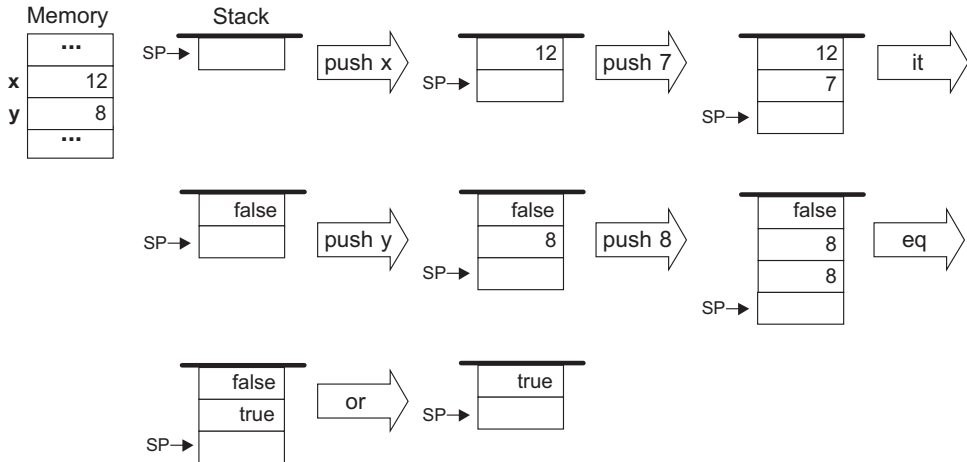 Memory Stack
...
x 12
y 8
...
SP
push x
12
SP
push 7
12
7
SP
it
false
SP
push y
false
8
SP
push 8
false
8
8
SP
eq
false
true
SP
or
true
SP